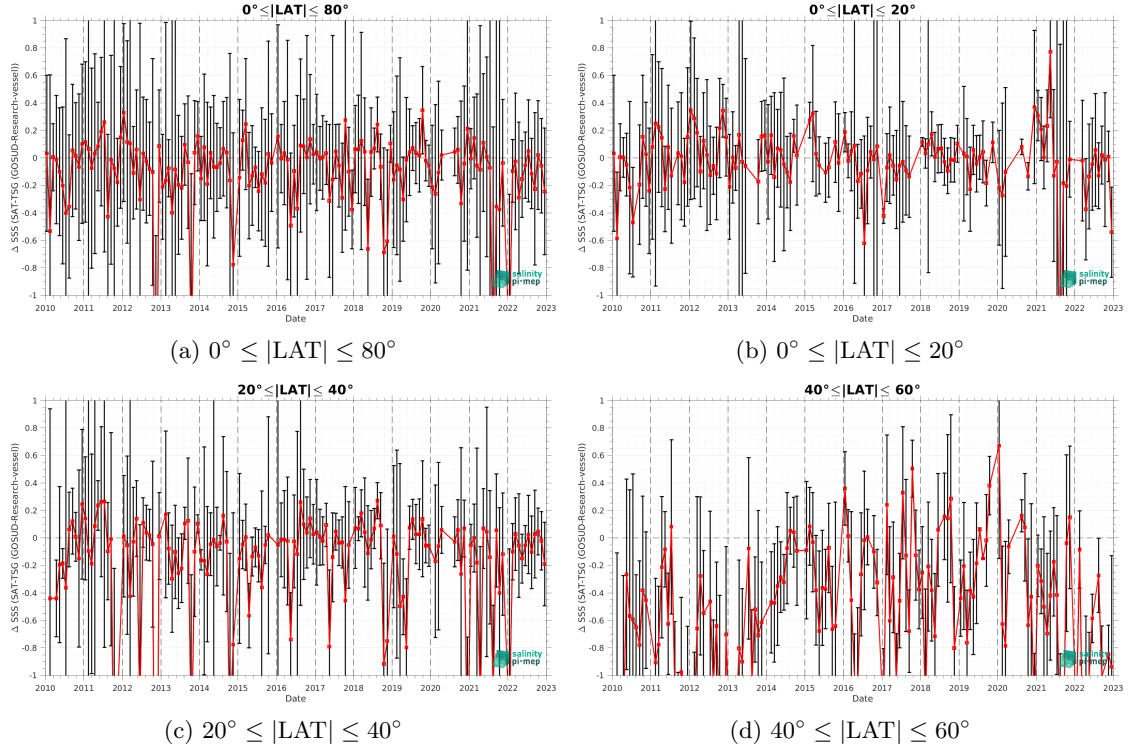 0°≤|LAT|≤ 80°
Δ SSS (SAT-TSG (GOSUD-Research-vessel))
1
0.8
0.6
0.4
0.2
0
-0.2
-0.4
-0.6
-0.8
-1
2010 2011 2012 2013 2014 2015 2016 2017 2018 2019 2020 2021 2022 2023
Date
salinity
pi-mep
(a) 0° ≤ |LAT| ≤ 80°
0°≤|LAT|≤ 20°
Δ SSS (SAT-TSG (GOSUD-Research-vessel))
1
0.8
0.6
0.4
0.2
0
-0.2
-0.4
-0.6
-0.8
-1
2010 2011 2012 2013 2014 2015 2016 2017 2018 2019 2020 2021 2022 2023
Date
salinity
pi-mep
(b) 0° ≤ |LAT| ≤ 20°
20°≤|LAT|≤ 40°
Δ SSS (SAT-TSG (GOSUD-Research-vessel))
1
0.8
0.6
0.4
0.2
0
-0.2
-0.4
-0.6
-0.8
-1
2010 2011 2012 2013 2014 2015 2016 2017 2018 2019 2020 2021 2022 2023
Date
salinity
pi-mep
(c) 20° ≤ |LAT| ≤ 40°
40°≤|LAT|≤ 60°
Δ SSS (SAT-TSG (GOSUD-Research-vessel))
1
0.8
0.6
0.4
0.2
0
-0.2
-0.4
-0.6
-0.8
-1
2010 2011 2012 2013 2014 2015 2016 2017 2018 2019 2020 2021 2022 2023
Date
salinity
pi-mep
(d) 40° ≤ |LAT| ≤ 60°